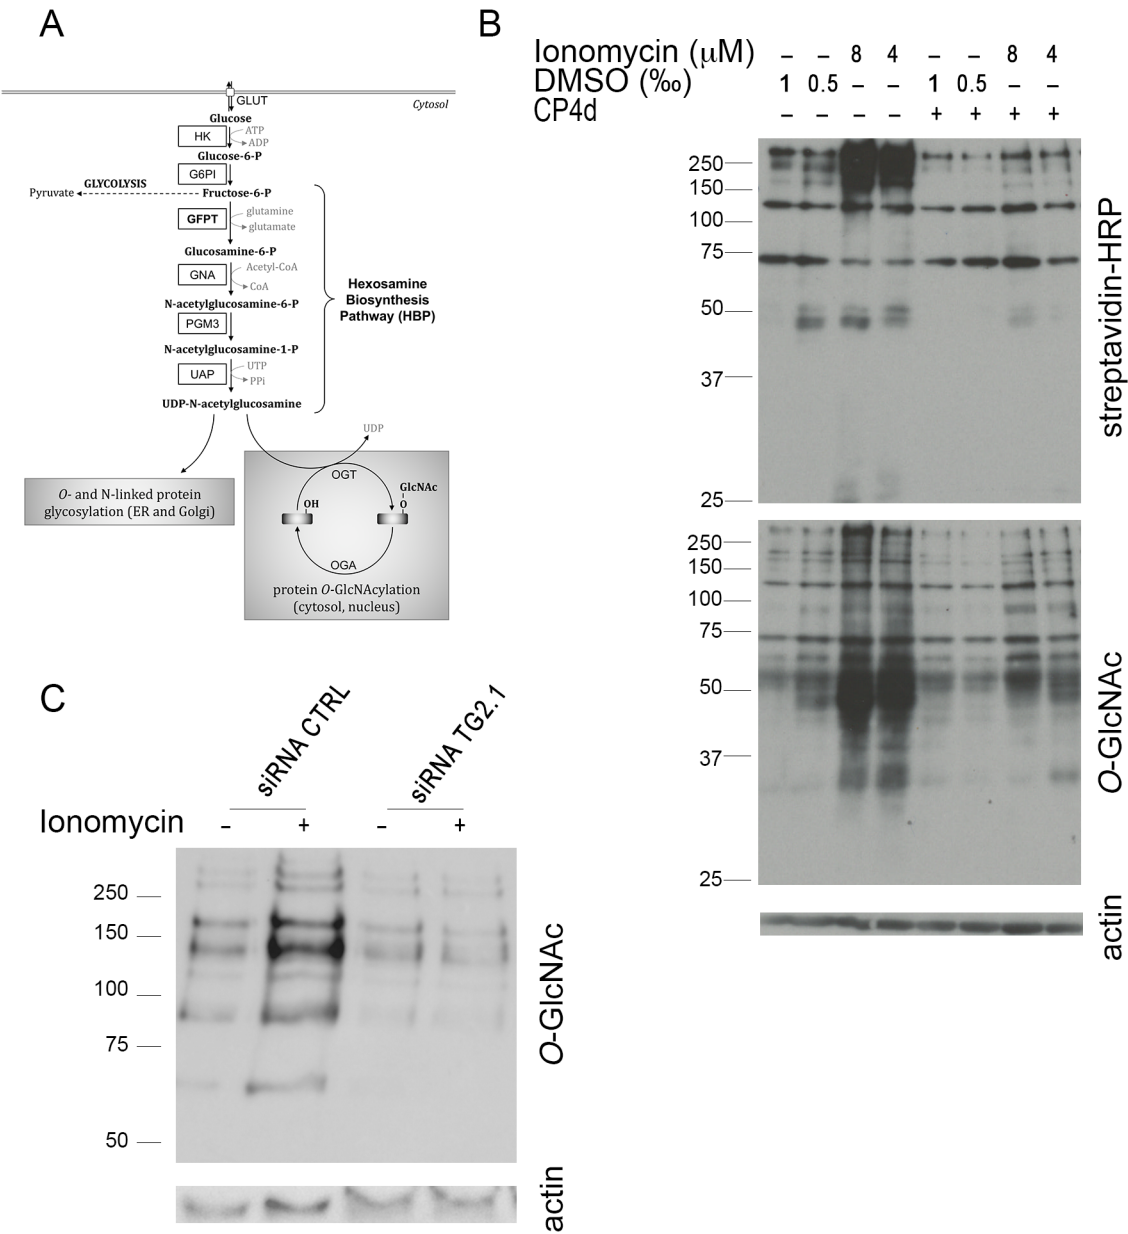 A
GLUT
Cytosol
Glucose
HK
ATP
ADP
Glucose-6-P
G6PI
GLYCOLYSIS
Pyruvate
Fructose-6-P
GFPT
glutamine
glutamate
Glucosamine-6-P
GNA
Acetyl-CoA
CoA
N-acetylglucosamine-6-P
PGM3
N-acetylglucosamine-1-P
UAP
UTP
PPi
UDP-N-acetylglucosamine
Hexosamine
Biosynthesis
Pathway (HBP)
UDP
O- and N-linked protein
glycosylation (ER and Golgi)
OGT
OH
GlcNAc
O
OGA
protein O-GlcNAcylation
(cytosol, nucleus)
B
Ionomycin (μM) – – 8 4 – – 8 4
DMSO (‰) 1 0.5 – – 1 0.5 – –
CP4d – – – – + + + +
250
150
100
75
50
37
25
streptavidin-HRP
250
150
100
75
50
37
25
O-GlcNAc
actin
C
siRNA CTRL
siRNA TG2.1
Ionomycin – + – +
250
150
100
75
50
O-GlcNAc
actin